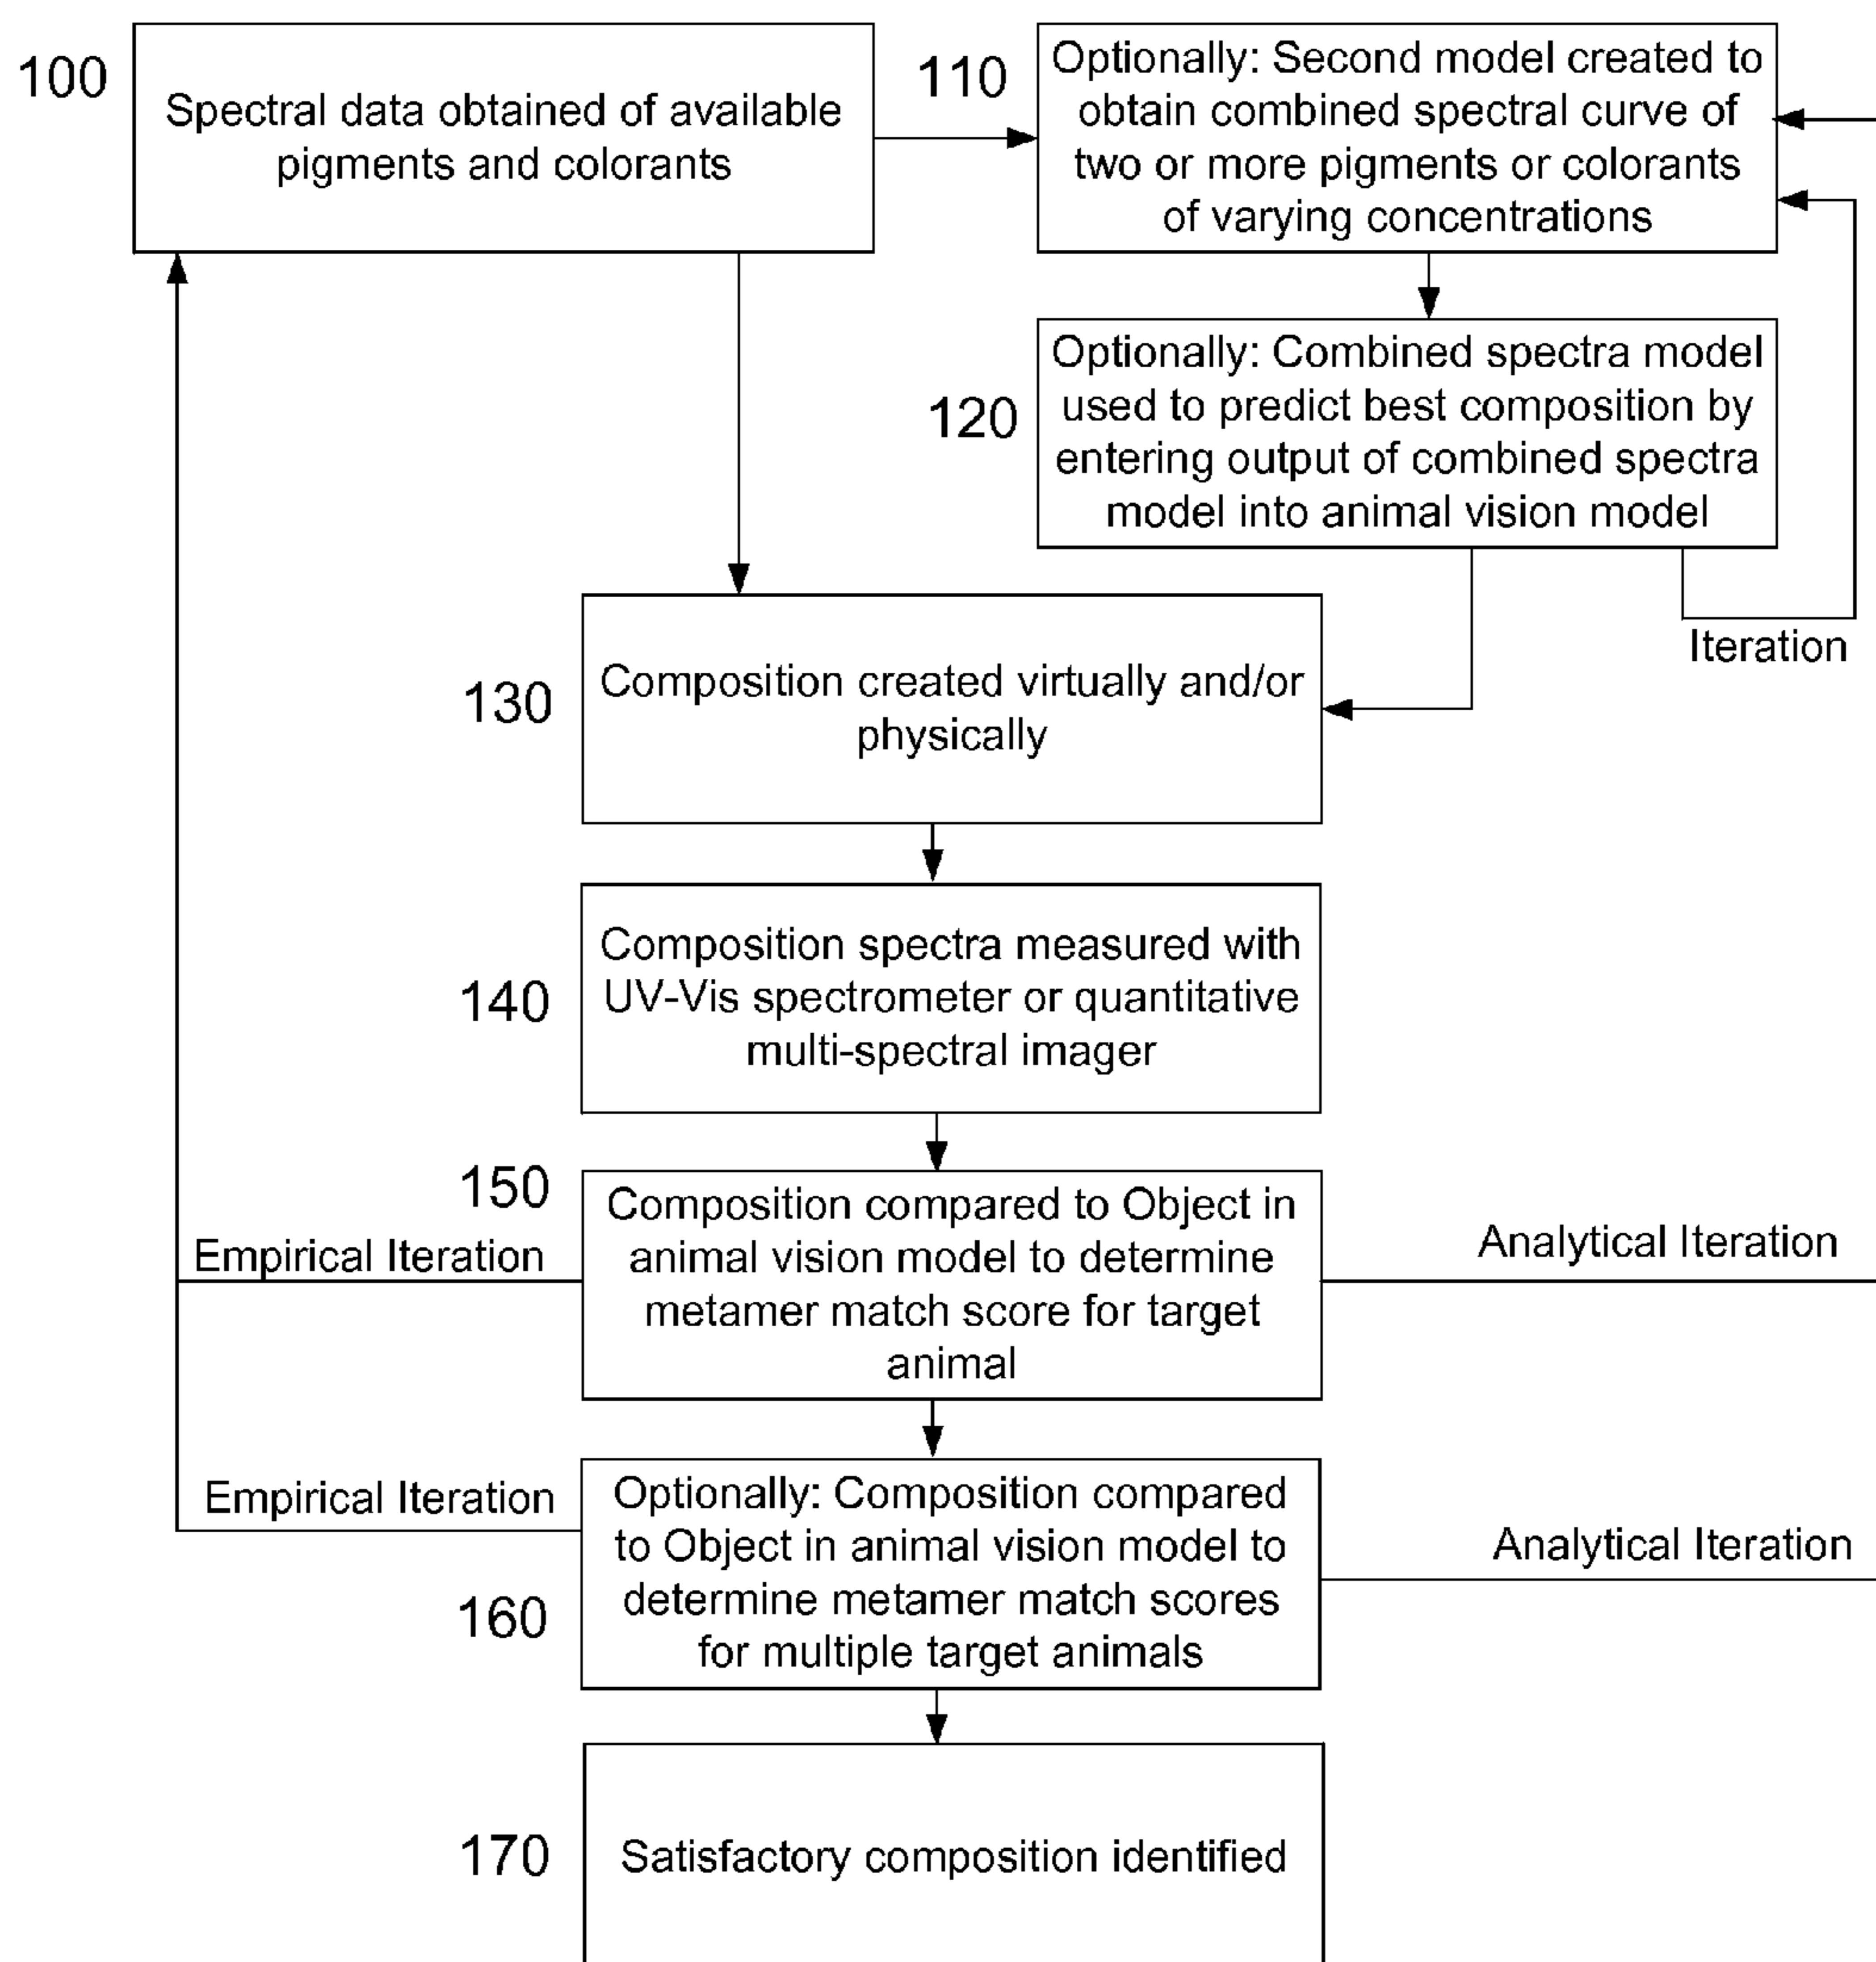 100
Spectral data obtained of available
pigments and colorants
110
Optionally: Second model created to
obtain combined spectral curve of
two or more pigments or colorants
of varying concentrations
120
Optionally: Combined spectra model
used to predict best composition by
entering output of combined spectra
model into animal vision model
Iteration
130
Composition created virtually and/or
physically
140
Composition spectra measured with
UV-Vis spectrometer or quantitative
multi-spectral imager
150
Composition compared to Object in
animal vision model to determine
metamer match score for target
animal
Empirical Iteration
Analytical Iteration
160
Optionally: Composition compared
to Object in animal vision model to
determine metamer match scores
for multiple target animals
Empirical Iteration
Analytical Iteration
170
Satisfactory composition identified